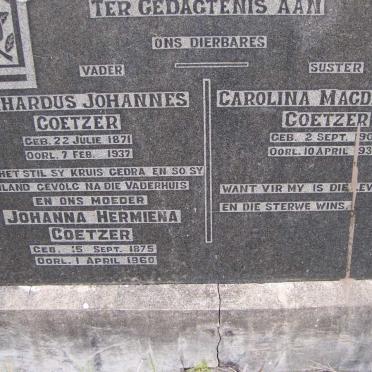 TER GEDAGTENIS AAN
ONS DIERBARES
VADER
HARDUS JOHANNES
COETZER
GEB. 22 JULIE 1871
OORL. 7 FEB. 1937
HET STIL SY KRUIS GEDRA EN SO SY
LAND GEVOLG NA DIE VADERHUIS
EN ONS MOEDER
JOHANNA HERMIENA
COETZER
GEB. 15 SEPT. 1875
OORL. 1 APRIL 1960
SUSTER
CAROLINA MAGD
COETZER
GEB. 2 SEPT. 190
OORL. 10 APRIL 193
WANT VIR MY IS DIE
EN DIE STERWE WINS.